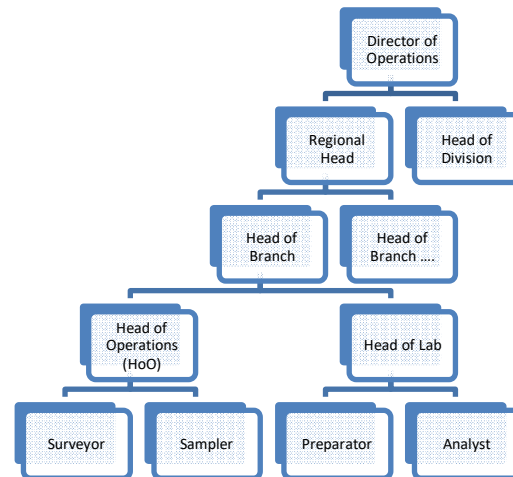 Director of
Operations
Regional
Head
Head of
Division
Head of
Branch
Head of
Branch ....
Head of
Operations
(HoO)
Head of Lab
Surveyor
Sampler
Preparator
Analyst